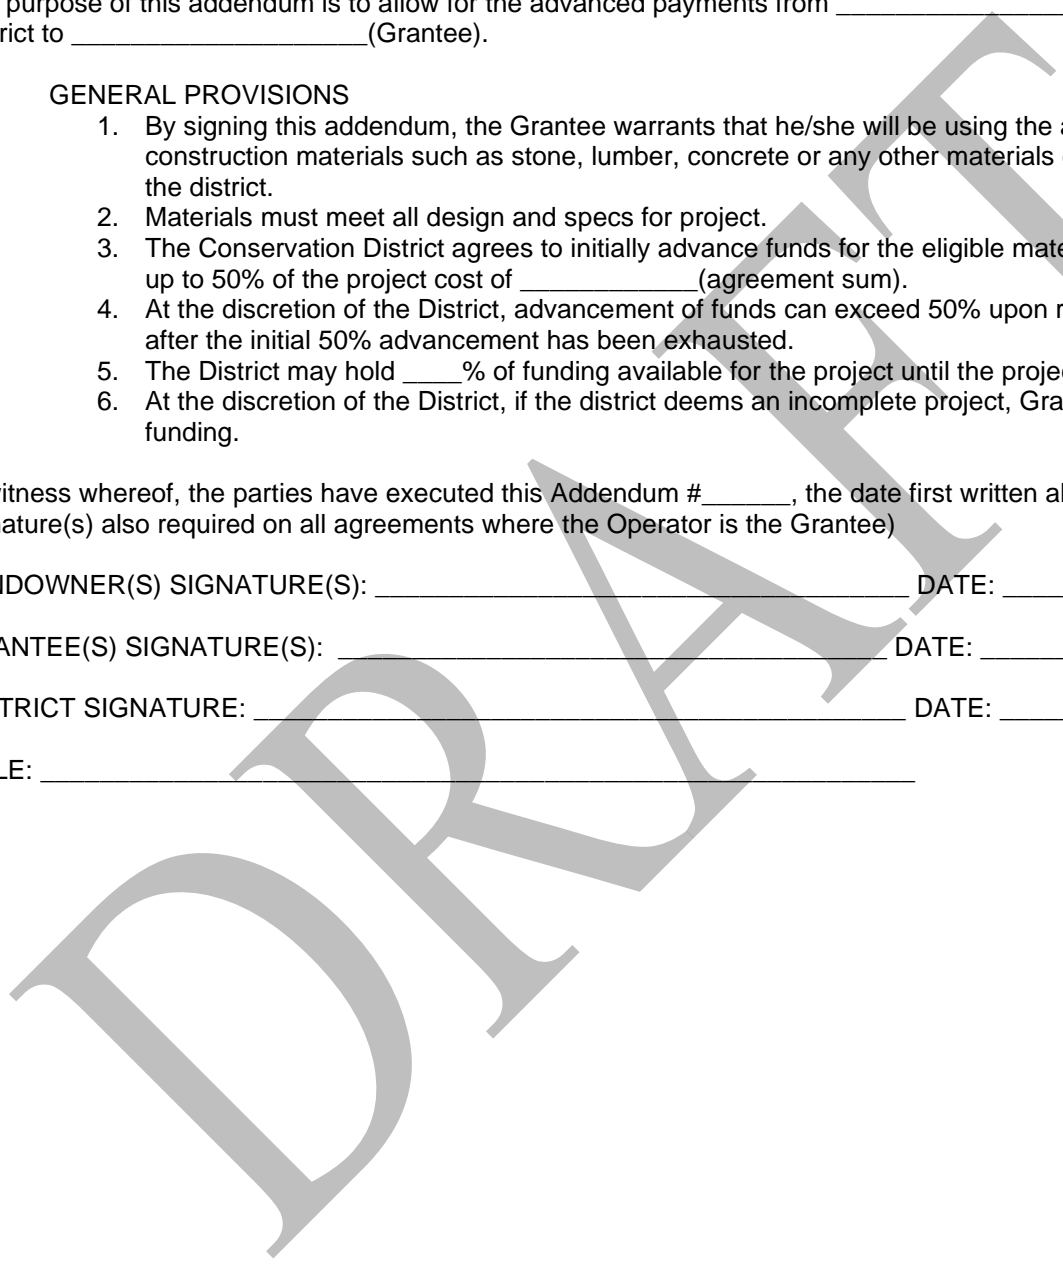 purpose of this addendum is to allow for the advanced payments from ____________________
rict to ____________________(Grantee).
GENERAL PROVISIONS
1. By signing this addendum, the Grantee warrants that he/she will be using the
construction materials such as stone, lumber, concrete or any other materials
the district.
2. Materials must meet all design and specs for project.
3. The Conservation District agrees to initially advance funds for the eligible mate
up to 50% of the project cost of ____________(agreement sum).
4. At the discretion of the District, advancement of funds can exceed 50% upon
after the initial 50% advancement has been exhausted.
5. The District may hold ____% of funding available for the project until the projec
6. At the discretion of the District, if the district deems an incomplete project, Gra
funding.
itness whereof, the parties have executed this Addendum #______, the date first written a
nature(s) also required on all agreements where the Operator is the Grantee)
NDOWNER(S) SIGNATURE(S): ____________________________________ DATE: ____
ANTEE(S) SIGNATURE(S): _____________________________________ DATE: ______
TRICT SIGNATURE: ____________________________________________ DATE: ____
LE: ___________________________________________________________
DRAFT